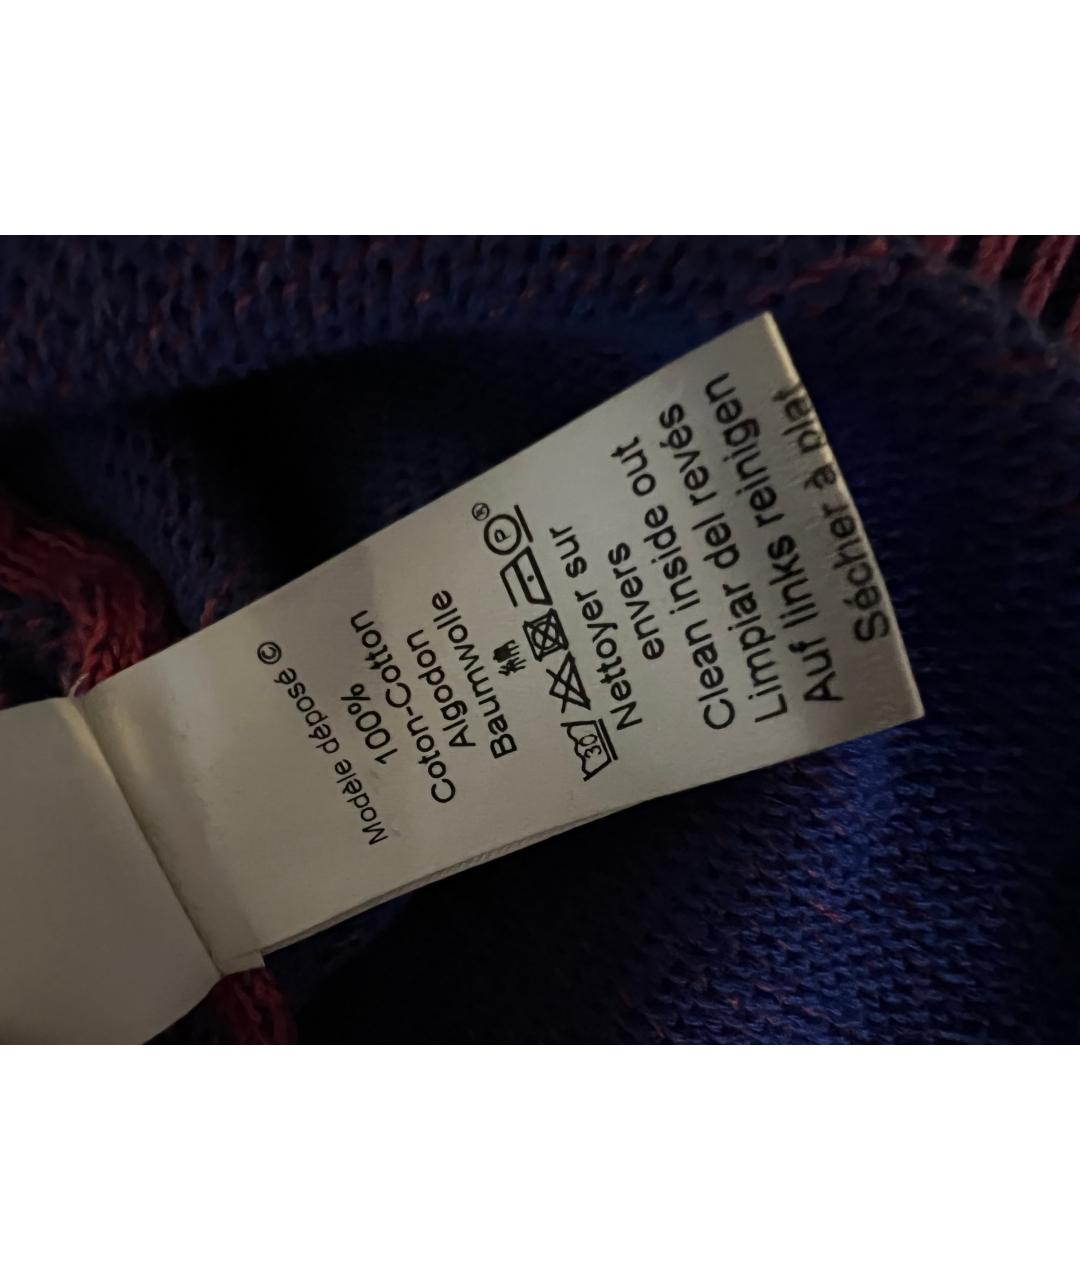 Modèle déposé ©
100%
Coton-Cotton
Algodon
Baumwolle
30 P
Nettoyer sur
envers
Clean inside out
Limpiar del revés
Auf links reinigen
Sécher à plat